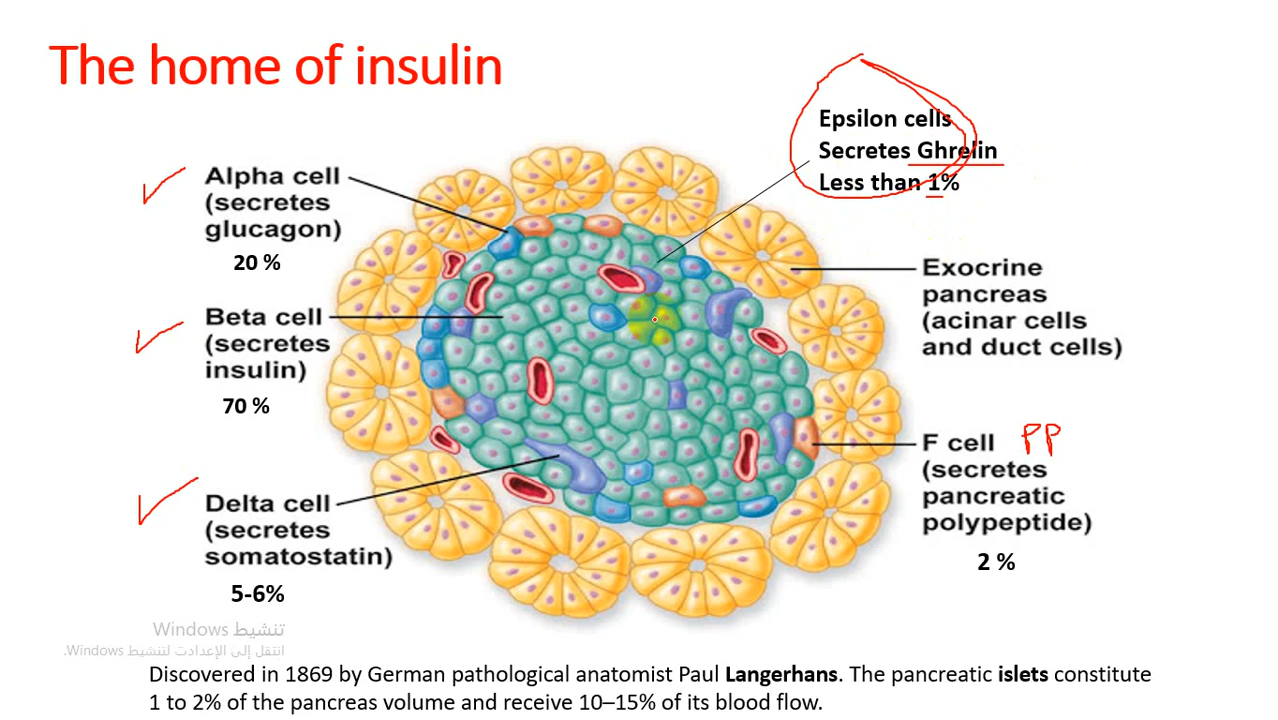 The home of insulin
Epsilon cells
Secretes Ghrelin
Less than 1%
Alpha cell
(secretes
glucagon)
20 %
Beta cell
(secretes
insulin)
70 %
Delta cell
(secretes
somatostatin)
5-6%
Exocrine
pancreas
(acinar cells
and duct cells)
F cell PP
(secretes
pancreatic
polypeptide)
2 %
تنشيط Windows
انتقل إلى الإعدادات لتنشيط Windows.
Discovered in 1869 by German pathological anatomist Paul Langerhans. The pancreatic islets constitute
1 to 2% of the pancreas volume and receive 10–15% of its blood flow.